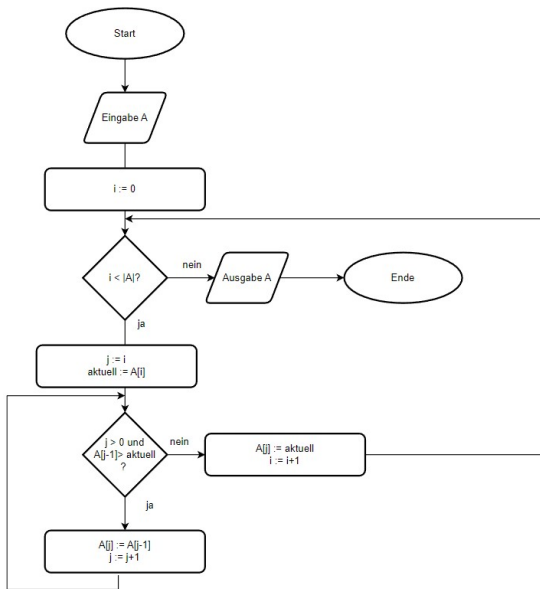 Start
Eingabe A
i := 0
i < |A|?
nein
Ausgabe A
Ende
ja
j := i
aktuell := A[i]
j > 0 und
A[j-1]> aktuell
?
nein
A[j] := aktuell
i := i+1
ja
A[j] := A[j-1]
j := j+1